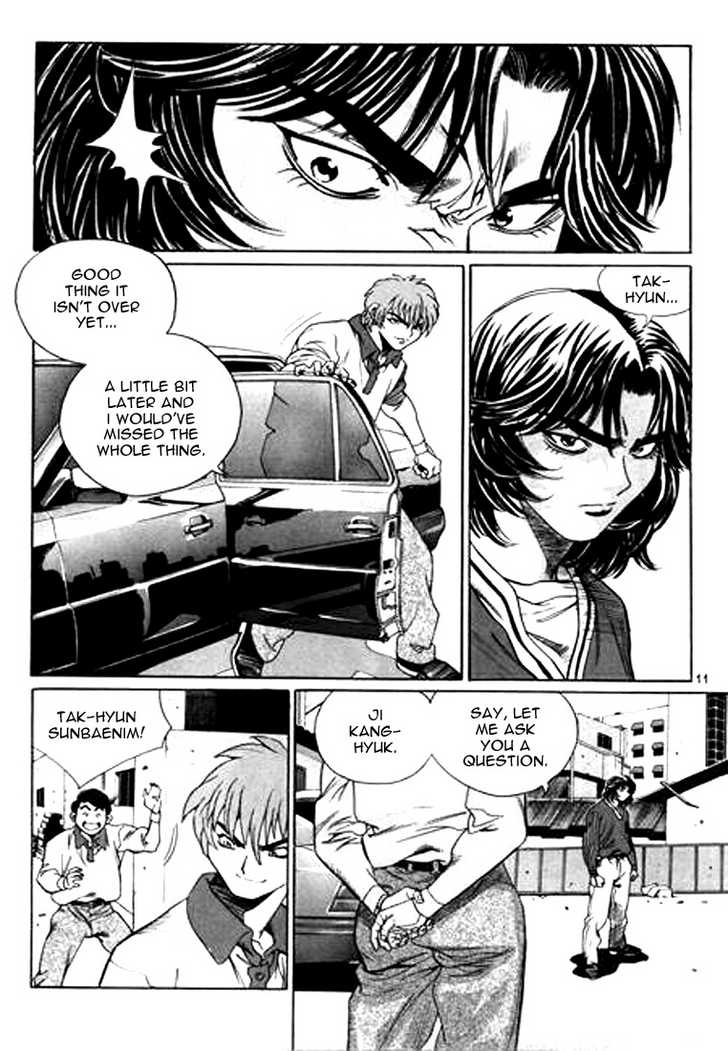 GOOD
THING IT
ISN'T OVER
YET...
A LITTLE BIT
LATER AND
I WOULD'VE
MISSED THE
WHOLE THING.
TAK-
HYUN...
11
TAK-HYUN
SUNBAENIM!
JI
KANG-
HYUK.
SAY, LET
ME ASK
YOU A
QUESTION.